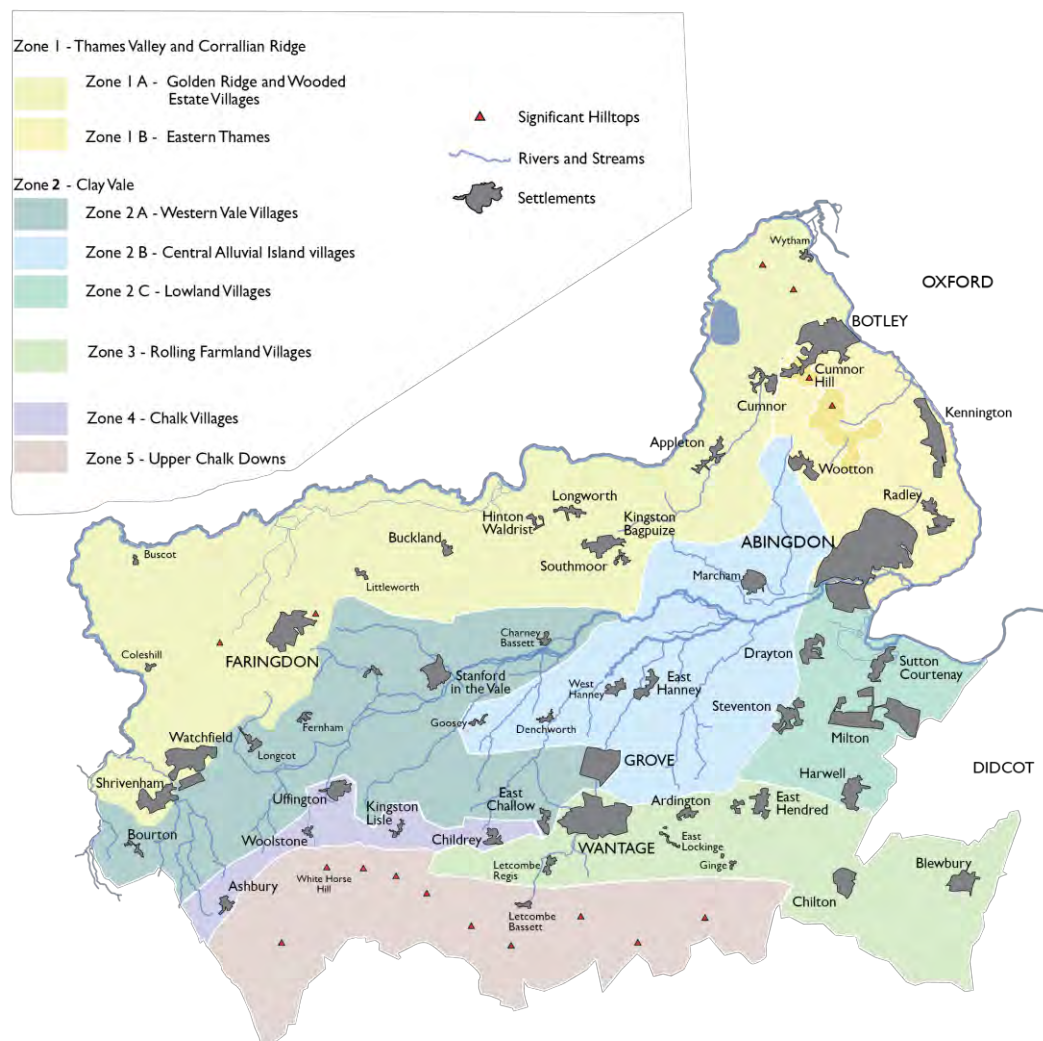 Zone 1 - Thames Valley and Corrallian Ridge
Zone 1 A - Golden Ridge and Wooded
Estate Villages
Zone 1 B - Eastern Thames
Zone 2 - Clay Vale
Zone 2 A - Western Vale Villages
Zone 2 B - Central Alluvial Island villages
Zone 2 C - Lowland Villages
Zone 3 - Rolling Farmland Villages
Zone 4 - Chalk Villages
Zone 5 - Upper Chalk Downs
Significant Hilltops
Rivers and Streams
Settlements
Wytham
OXFORD
BOTLEY
Cumnor
Hill
Cumnor
Kennington
Appleton
Wootton
Radley
Longworth
Hinton
Waldrist
Kingston
Bagpuize
Buckland
Southmoor
ABINGDON
Buscot
Littleworth
Marcham
Coleshill
FARINGDON
Charney
Bassett
Drayton
Sutton
Courtenay
Stanford
in the Vale
West
Hanney
East
Hanney
Steventon
Fernham
Goosey
Denchworth
Milton
Watchfield
Longcot
GROVE
DIDCOT
Shrivenham
Uffington
Kingston
Lisle
East
Challow
Ardington
East
Hendred
Harwell
Bourton
Woolstone
Childrey
WANTAGE
East
Lockinge
Ginge
Blewbury
Ashbury
White Horse
Hill
Letcombe
Regis
Chilton
Letcombe
Bassett